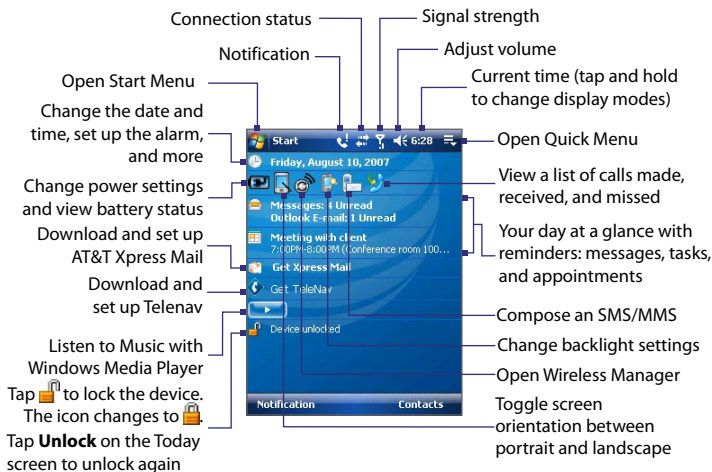 Connection status
Signal strength
Notification
Adjust volume
Open Start Menu
Current time (tap and hold
to change display modes)
Change the date and
time, set up the alarm,
and more
Open Quick Menu
Change power settings
and view battery status
View a list of calls made,
received, and missed
Download and set up
AT&T Xpress Mail
Your day at a glance with
reminders: messages, tasks,
and appointments
Download and
set up Telenav
Compose an SMS/MMS
Listen to Music with
Windows Media Player
Change backlight settings
Tap to lock the device.
The icon changes to .
Tap Unlock on the Today
screen to unlock again
Open Wireless Manager
Toggle screen
orientation between
portrait and landscape
Start
6:28
Friday, August 10, 2007
Messages: 4 Unread
Outlook E-mail: 1 Unread
Meeting with client
7:00PM-8:00PM (Conference room 100...
Get Xpress Mail
Get TeleNav
Device unlocked
Notification
Contacts